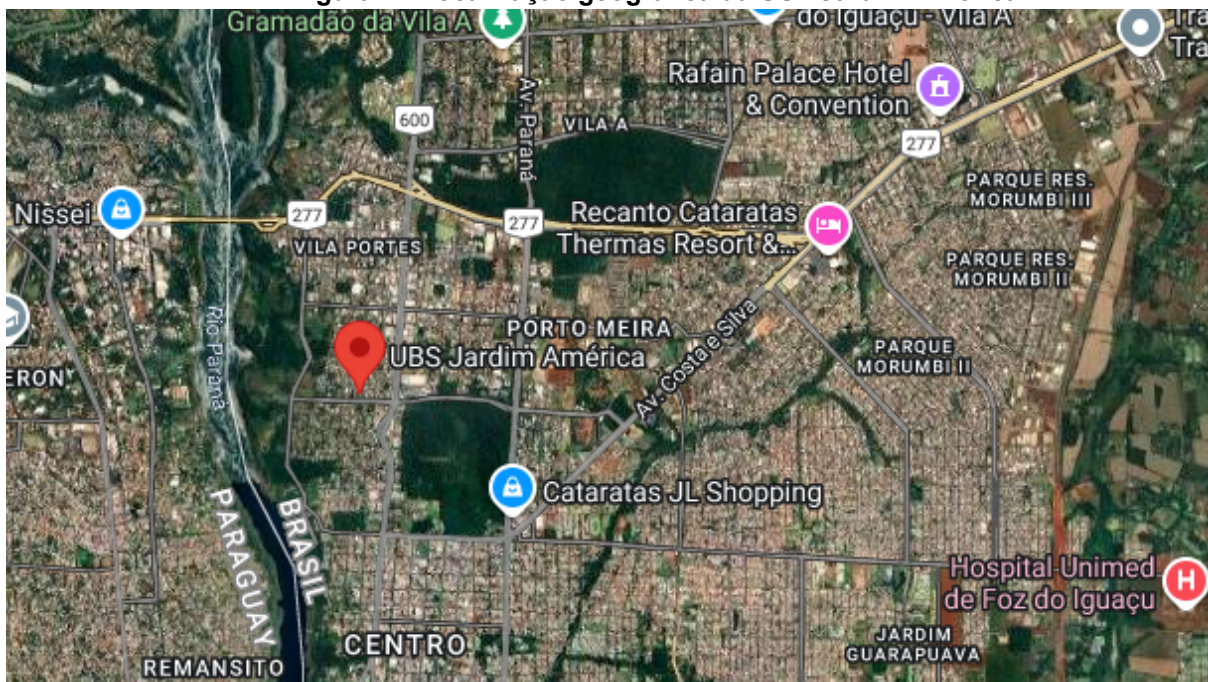 Gramadão da Vila A
do Iguaçu - Vila A
Rafain Palace Hotel
& Convention
600
Av. Paraná
VILA A
277
PARQUE RES.
MORUMBI III
Nissei
277
277
Recanto Cataratas
Thermas Resort &...
VILA PORTES
PARQUE RES.
MORUMBI II
Rio Paraná
PORTO MEIRA
UBS Jardim América
Av. Costa e Silva
PARQUE
MORUMBI II
ERON
Cataratas JL Shopping
PARAGUAY
BRASIL
Hospital Unimed
de Foz do Iguaçu
H
CENTRO
JARDIM
GUARAPUAVA
REMANSITO